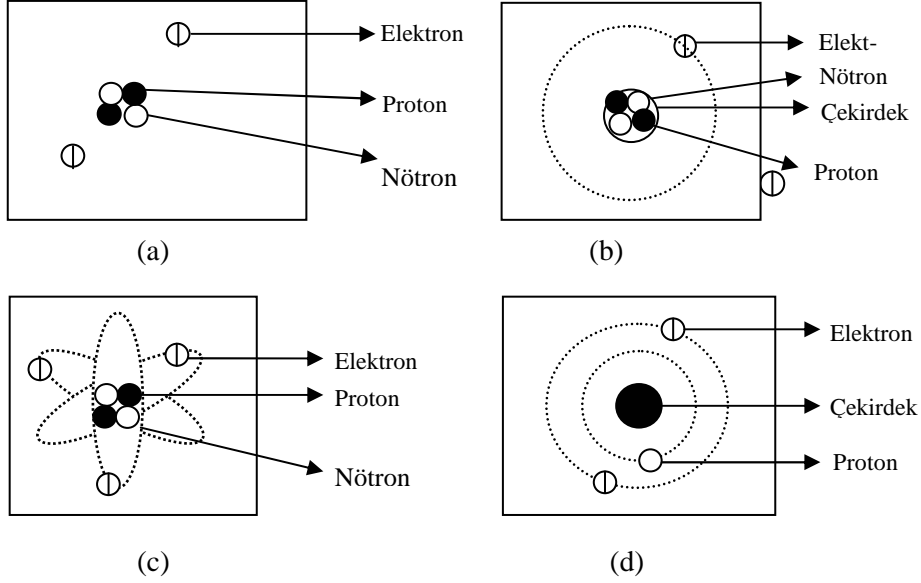 Elektron
Proton
Nötron
(a)
Elekt-
Nötron
Çekirdek
Proton
(b)
Elektron
Proton
Nötron
(c)
Elektron
Çekirdek
Proton
(d)